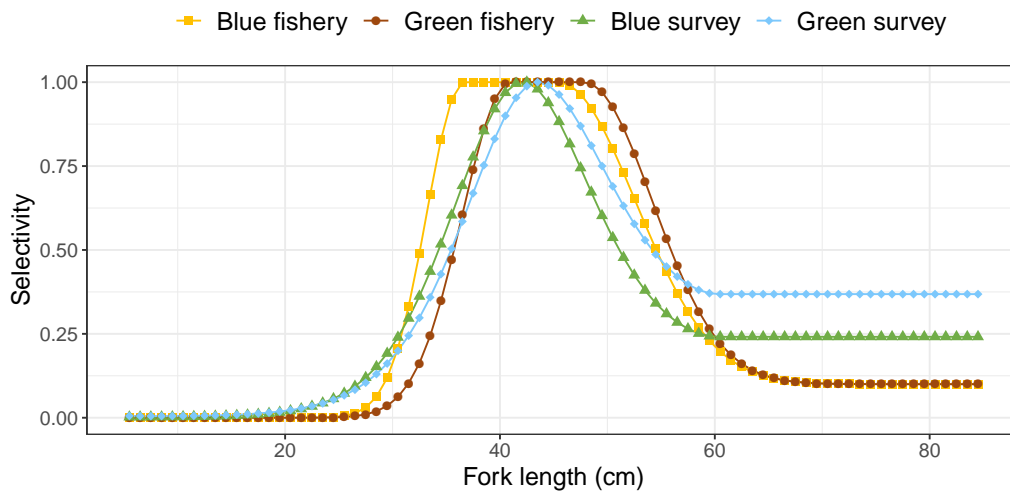 Blue fishery Green fishery Blue survey Green survey
1.00
0.75
0.50
0.25
0.00
Selectivity
20 40 60 80
Fork length (cm)